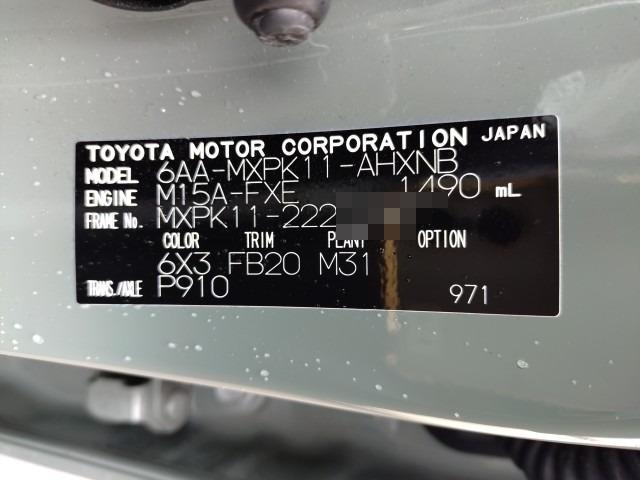 TOYOTA MOTOR CORPORATION JAPAN
MODEL 6AA-MXPK11-AHXNB
ENGINE M15A-FXE 1490 mL
FRAME No. MXPK11-222
COLOR TRIM PLANT OPTION
6X3 FB20 M31
TRANS./AXLE P910 971